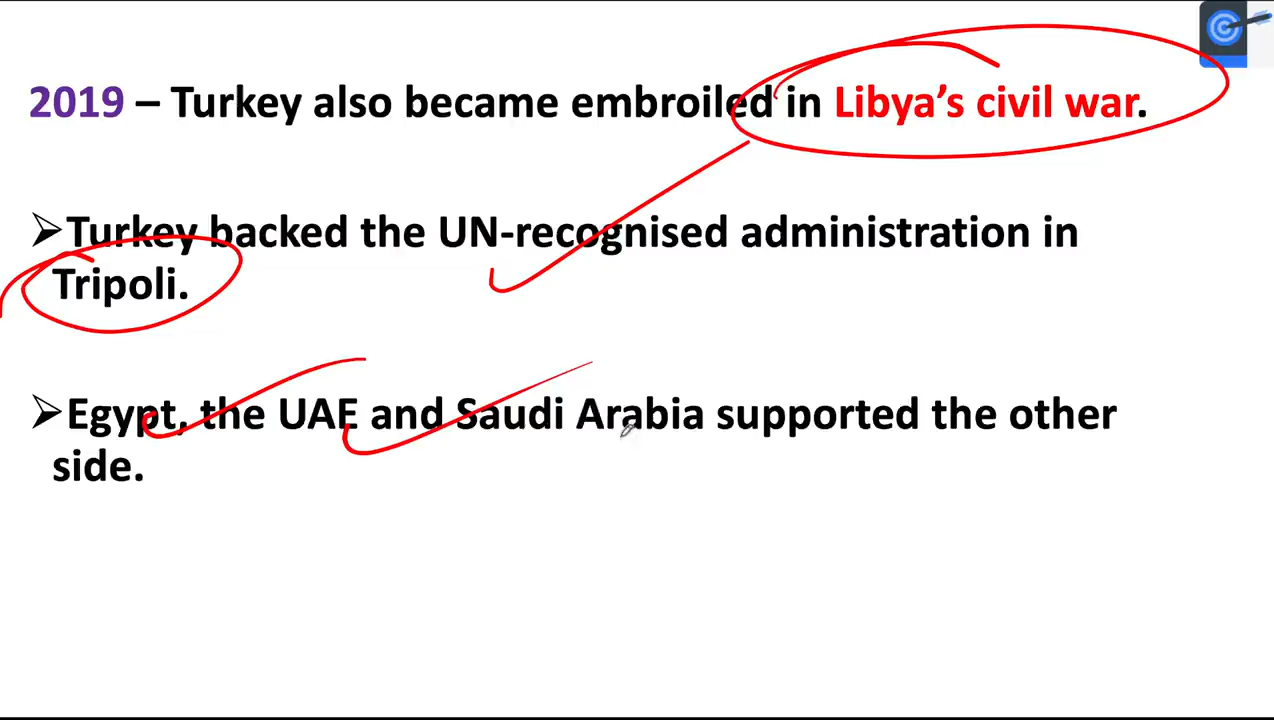 2019 – Turkey also became embroiled in Libya’s civil war.
➢Turkey backed the UN-recognised administration in
Tripoli.
➢Egypt, the UAE and Saudi Arabia supported the other
side.